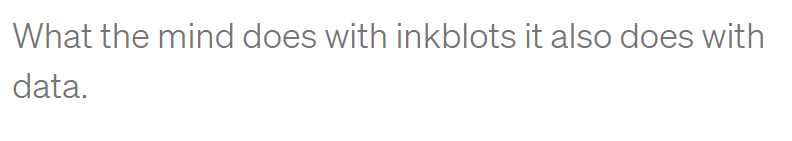 What the mind does with inkblots it also does with
data.